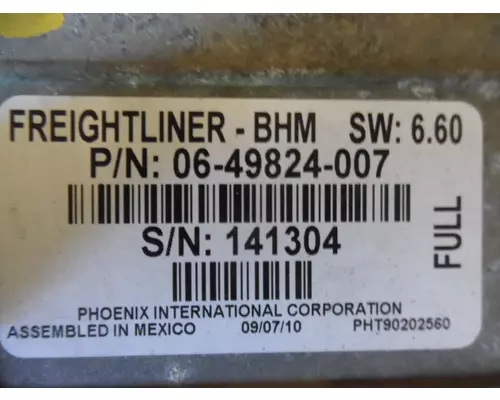 FREIGHTLINER - BHM SW: 6.60
P/N: 06-49824-007
S/N: 141304
FULL
PHOENIX INTERNATIONAL CORPORATION
ASSEMBLED IN MEXICO 09/07/10 PHT90202560